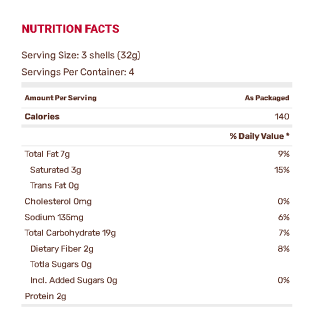 NUTRITION FACTS
Serving Size: 3 shells (32g)
Servings Per Container: 4
Amount Per Serving As Packaged
Calories 140
% Daily Value *
Total Fat 7g 9%
Saturated 3g 15%
Trans Fat 0g
Cholesterol 0mg 0%
Sodium 135mg 6%
Total Carbohydrate 19g 7%
Dietary Fiber 2g 8%
Totla Sugars 0g
Incl. Added Sugars 0g 0%
Protein 2g